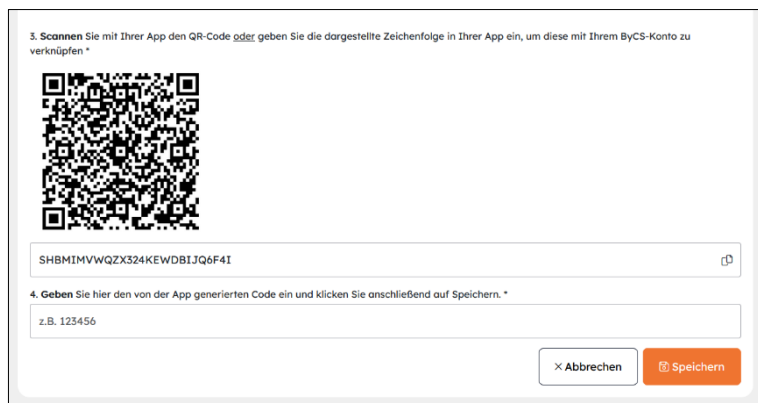 3. Scannen Sie mit Ihrer App den QR-Code oder geben Sie die dargestellte Zeichenfolge in Ihrer App ein, um diese mit Ihrem ByCS-Konto zu
verknüpfen *
SHBMIMVWQZX324KEWDBIJQ6F4I
4. Geben Sie hier den von der App generierten Code ein und klicken Sie anschließend auf Speichern. *
z.B. 123456
Abbrechen
Speichern